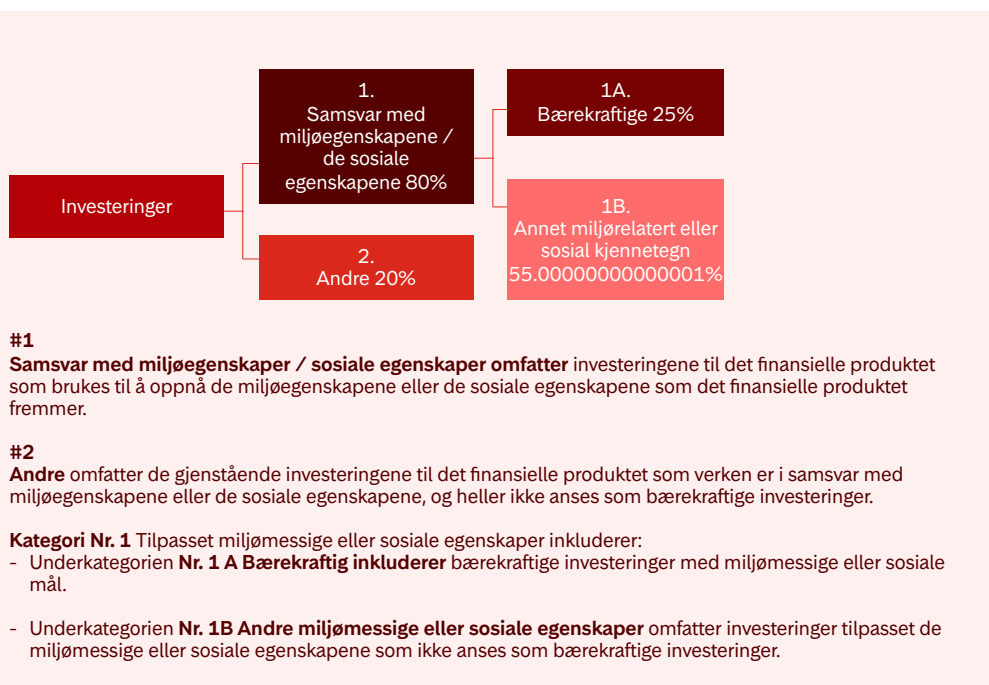 Investeringer
1.
Samsvar med
miljøegenskapene /
de sosiale
egenskapene 80%
2.
Andre 20%
1A.
Bærekraftige 25%
1B.
Annet miljørelatert eller
sosial kjennetegn
55.00000000000001%
#1
Samsvar med miljøegenskaper / sosiale egenskaper omfatter investeringene til det finansielle produktet
som brukes til å oppnå de miljøegenskapene eller de sosiale egenskapene som det finansielle produktet
fremmer.
#2
Andre omfatter de gjenstående investeringene til det finansielle produktet som verken er i samsvar med
miljøegenskapene eller de sosiale egenskapene, og heller ikke anses som bærekraftige investeringer.
Kategori Nr. 1 Tilpasset miljømessige eller sosiale egenskaper inkluderer:
- Underkategorien Nr. 1 A Bærekraftig inkluderer bærekraftige investeringer med miljømessige eller sosiale
mål.
- Underkategorien Nr. 1B Andre miljømessige eller sosiale egenskaper omfatter investeringer tilpasset de
miljømessige eller sosiale egenskapene som ikke anses som bærekraftige investeringer.